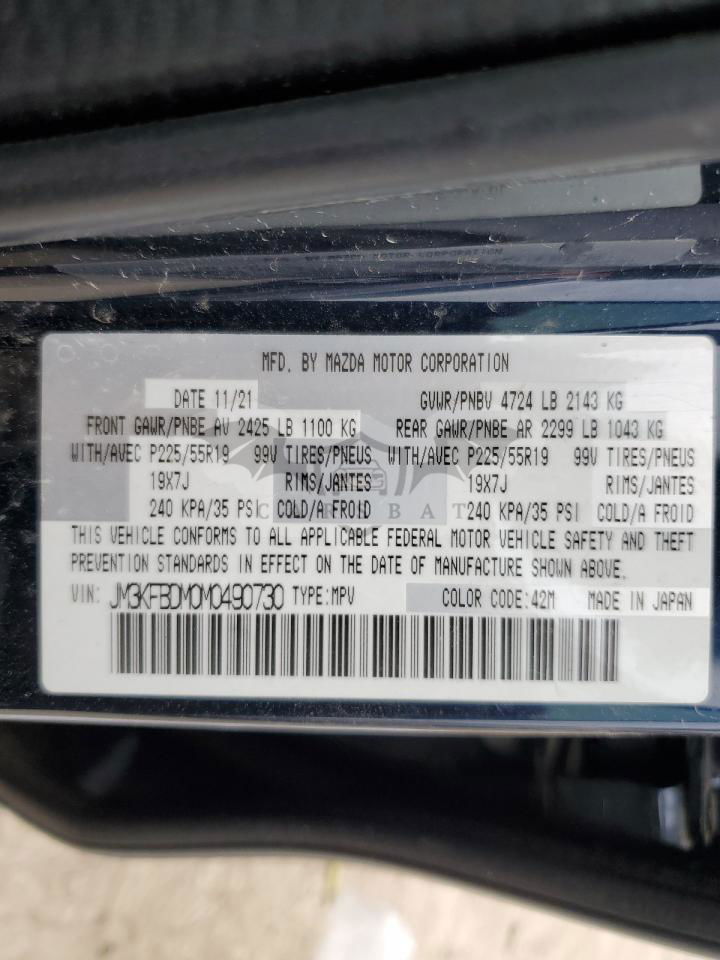 MFD. BY MAZDA MOTOR CORPORATION
DATE 11/21 GVWR/PNBV 4724 LB 2143 KG
FRONT GAWR/PNBE AV 2425 LB 1100 KG REAR GAWR/PNBE AR 2299 LB 1043 KG
WITH/AVEC P225/55R19 99V TIRES/PNEUS WITH/AVEC P225/55R19 99V TIRES/PNEUS
19X7J RIMS/JANTES 19X7J RIMS/JANTES
240 KPA/35 PSI COLD/A FROID 240 KPA/35 PSI COLD/A FROID
THIS VEHICLE CONFORMS TO ALL APPLICABLE FEDERAL MOTOR VEHICLE SAFETY AND THEFT
PREVENTION STANDARDS IN EFFECT ON THE DATE OF MANUFACTURE SHOWN ABOVE.
VIN: JM3KFBDM0M0490730 TYPE:MPV COLOR CODE:42M MADE IN JAPAN